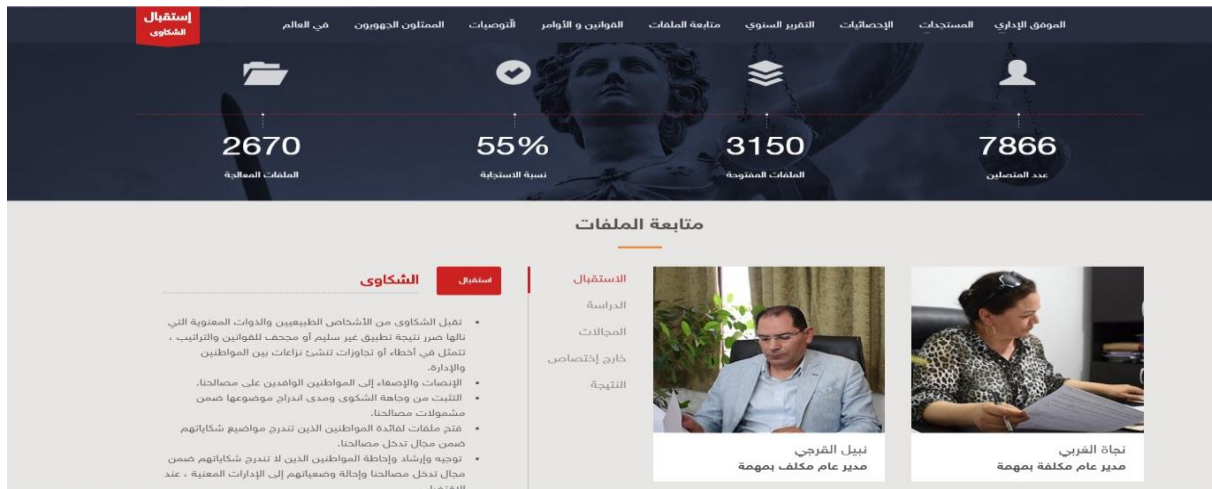 الموفق الإداري
المستجدات
الإحصائيات
التقرير السنوي
متابعة الملفات
القوانين و الأوامر
التوصيات
الممثلون الجهويون
في العالم
إستقبال
الشكاوى
7866
عدد المتصلين
3150
الملفات المفتوحة
55%
نسبة الاستجابة
2670
الملفات المعالجة
متابعة الملفات
نجاة الغربي
مدير عام مكلفة بمهمة
نبيل القرجي
مدير عام مكلف بمهمة
الاستقبال
الدراسة
المجالات
خارج إختصاص
النتيجة
استقبال
الشكاوى
تقبل الشكاوى من الأشخاص الطبيعيين والذوات المعنوية التي
نالها ضرر نتيجة تطبيق غير سليم أو مجحف للقوانين والتراتيب ،
تتمثل في أخطاء أو تجاوزات تنشئ نزاعات بين المواطنين
والإدارة.
الإنصات والإصغاء إلى المواطنين الوافدين على مصالحنا.
التثبت من وجاهة الشكوى ومدى اندراج موضوعها ضمن
مشمولات مصالحنا.
فتح ملفات لفائدة المواطنين الذين تندرج مواضيع شكاياتهم
ضمن مجال تدخل مصالحنا.
توجيه وإرشاد وإحاطة المواطنين الذين لا تندرج شكاياتهم ضمن
مجال تدخل مصالحنا وإحالة وضعياتهم إلى الإدارات المعنية ، عند